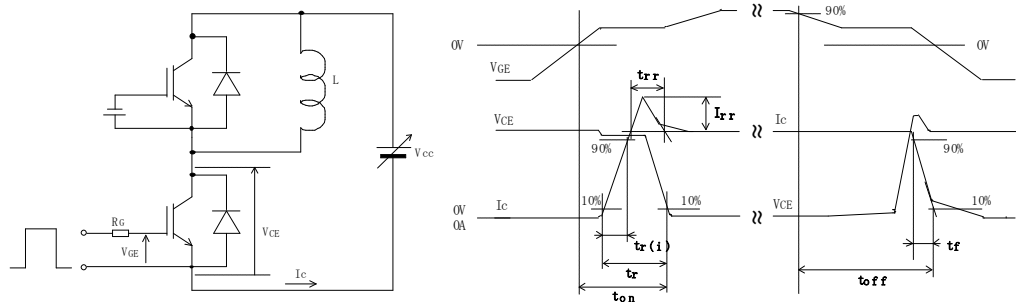 L
Vcc
RG
VGE
VCE
Ic
0V
VGE
trr
Irr
VCE
90%
10%
10%
Ic
0V
0A
tr(i)
tr
ton
90%
0V
Ic
90%
VCE
10%
tf
toff